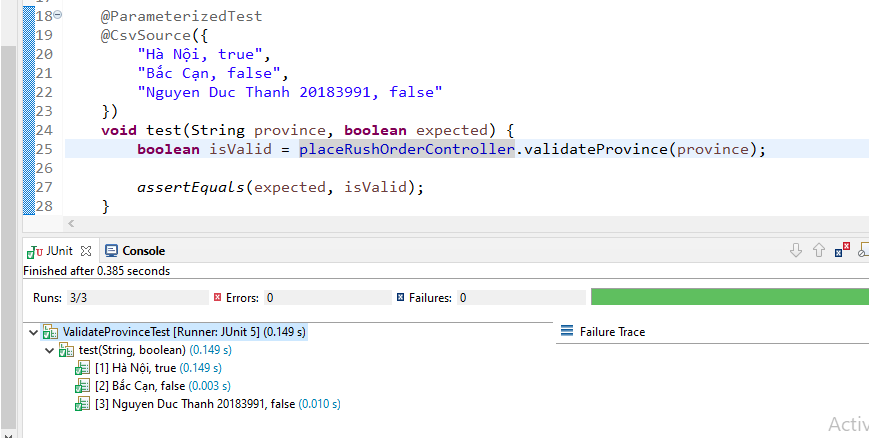 18 @ParameterizedTest
19 @CsvSource({
20 "Hà Nội, true",
21 "Bắc Cạn, false",
22 "Nguyen Duc Thanh 20183991, false"
23 })
24 void test(String province, boolean expected) {
25 boolean isValid = placeRushOrderController.validateProvince(province);
26
27 assertEquals(expected, isValid);
28 }
JUnit Console
Finished after 0.385 seconds
Runs: 3/3 Errors: 0 Failures: 0
ValidateProvinceTest [Runner: JUnit 5] (0.149 s) Failure Trace
test(String, boolean) (0.149 s)
[1] Hà Nội, true (0.149 s)
[2] Bắc Cạn, false (0.003 s)
[3] Nguyen Duc Thanh 20183991, false (0.010 s)
Activ